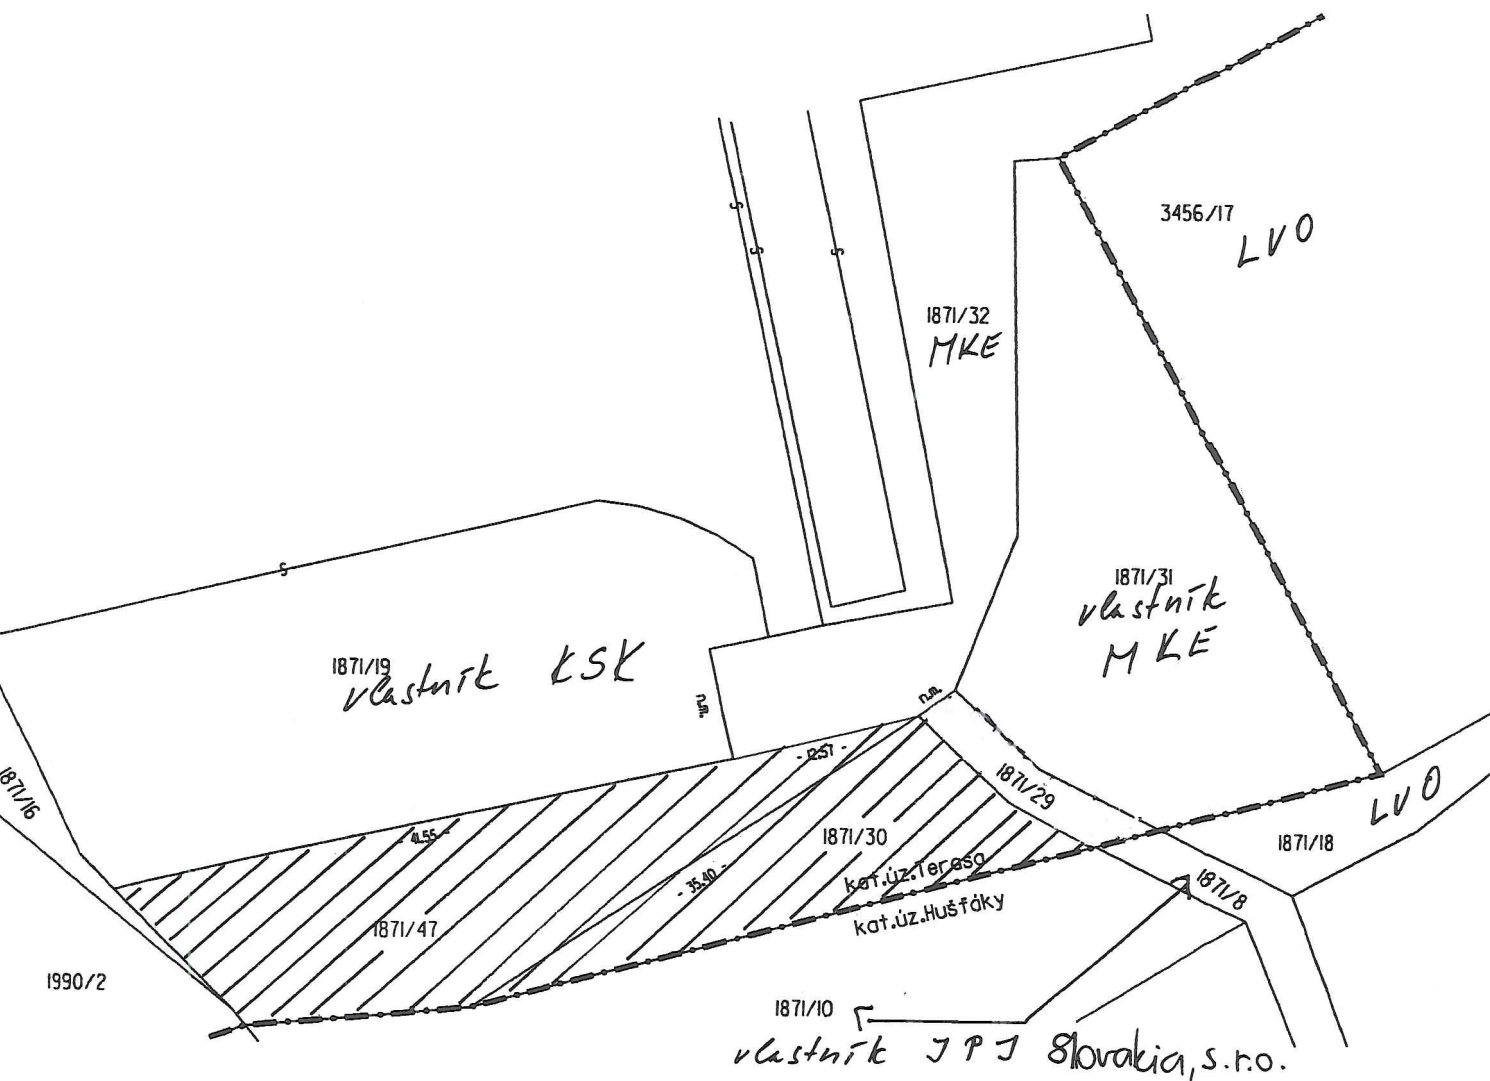 3456/17
LVO
1871/32
MKE
1871/31
vlastník
MKE
1871/19
vlastník KSK
n.m.
n.m.
1871/16
- 12.57 -
1871/29
LVO
- 41.55 -
1871/30
1871/18
kat.úz.Terasa
- 35.40 -
1871/8
1871/47
kat.úz.Hušťáky
1990/2
1871/10
vlastník JPJ Slovakia, s.r.o.